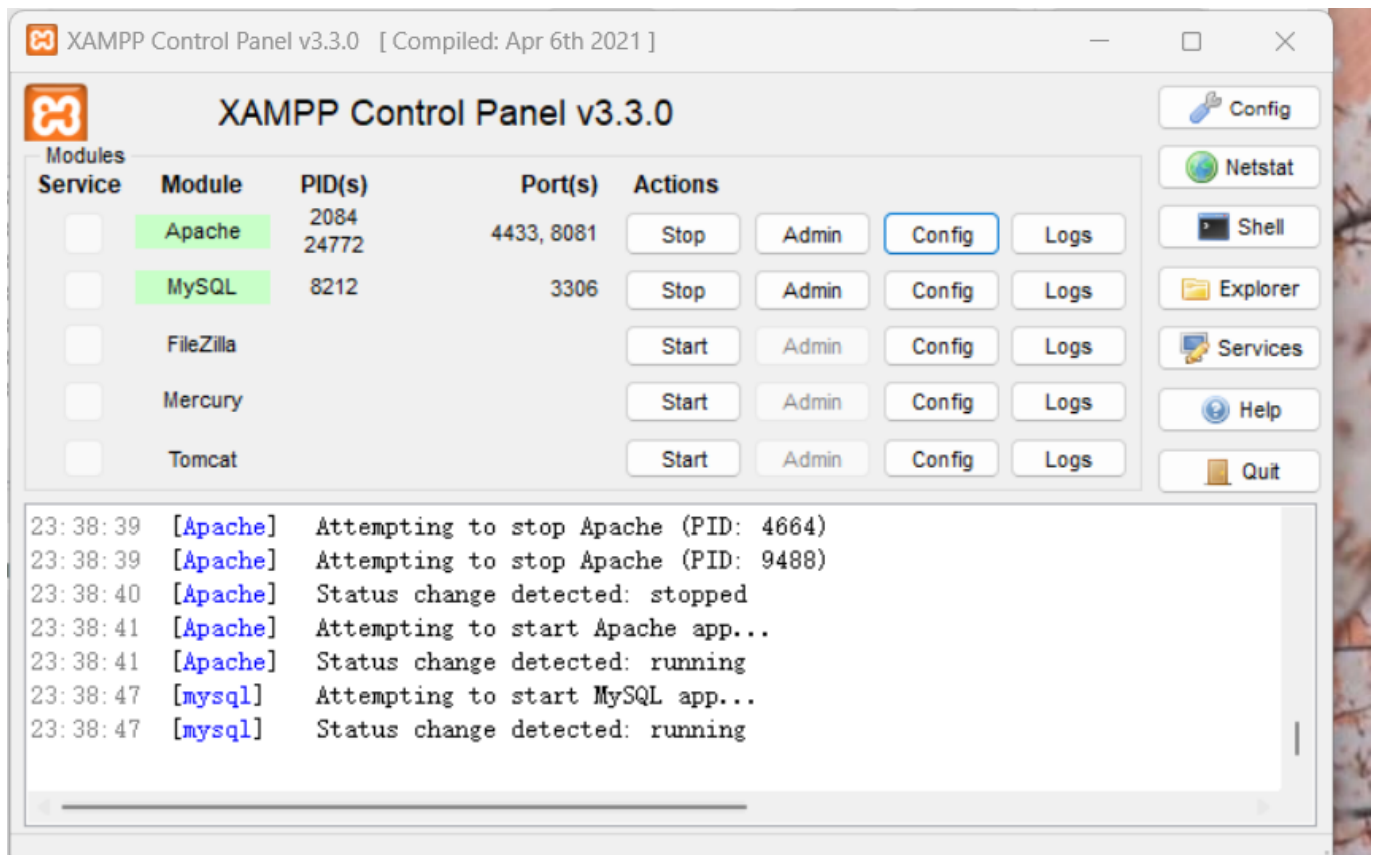 XAMPP Control Panel v3.3.0 [ Compiled: Apr 6th 2021 ]
XAMPP Control Panel v3.3.0
Config
Modules
Service Module PID(s) Port(s) Actions
Netstat
Apache 2084 24772 4433, 8081 Stop Admin Config Logs
Shell
MySQL 8212 3306 Stop Admin Config Logs
Explorer
FileZilla Start Admin Config Logs
Services
Mercury Start Admin Config Logs
Help
Tomcat Start Admin Config Logs
Quit
23:38:39 [Apache] Attempting to stop Apache (PID: 4664)
23:38:39 [Apache] Attempting to stop Apache (PID: 9488)
23:38:40 [Apache] Status change detected: stopped
23:38:41 [Apache] Attempting to start Apache app...
23:38:41 [Apache] Status change detected: running
23:38:47 [mysql] Attempting to start MySQL app...
23:38:47 [mysql] Status change detected: running